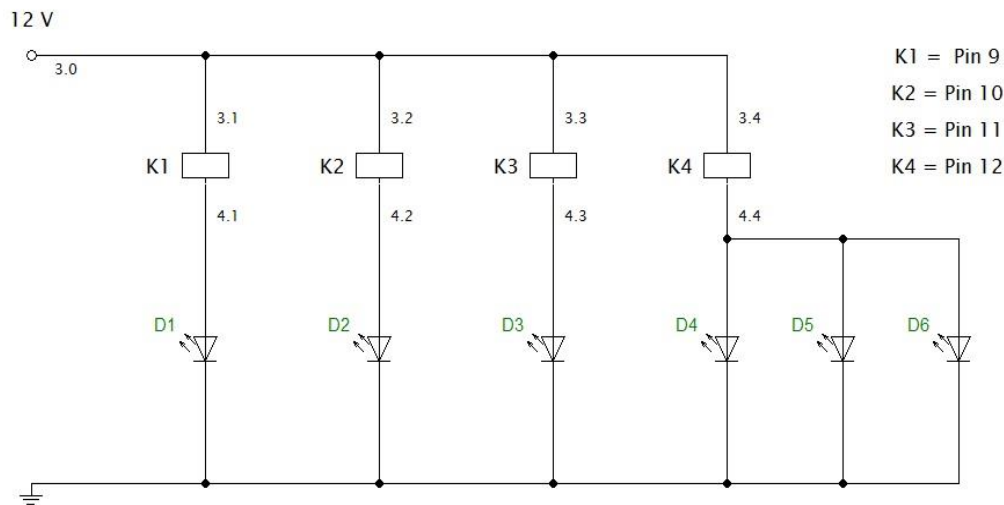 12 V
3.0
K1 = Pin 9
K2 = Pin 10
K3 = Pin 11
K4 = Pin 12
3.1
3.2
3.3
3.4
K1
K2
K3
K4
4.1
4.2
4.3
4.4
D1
D2
D3
D4
D5
D6